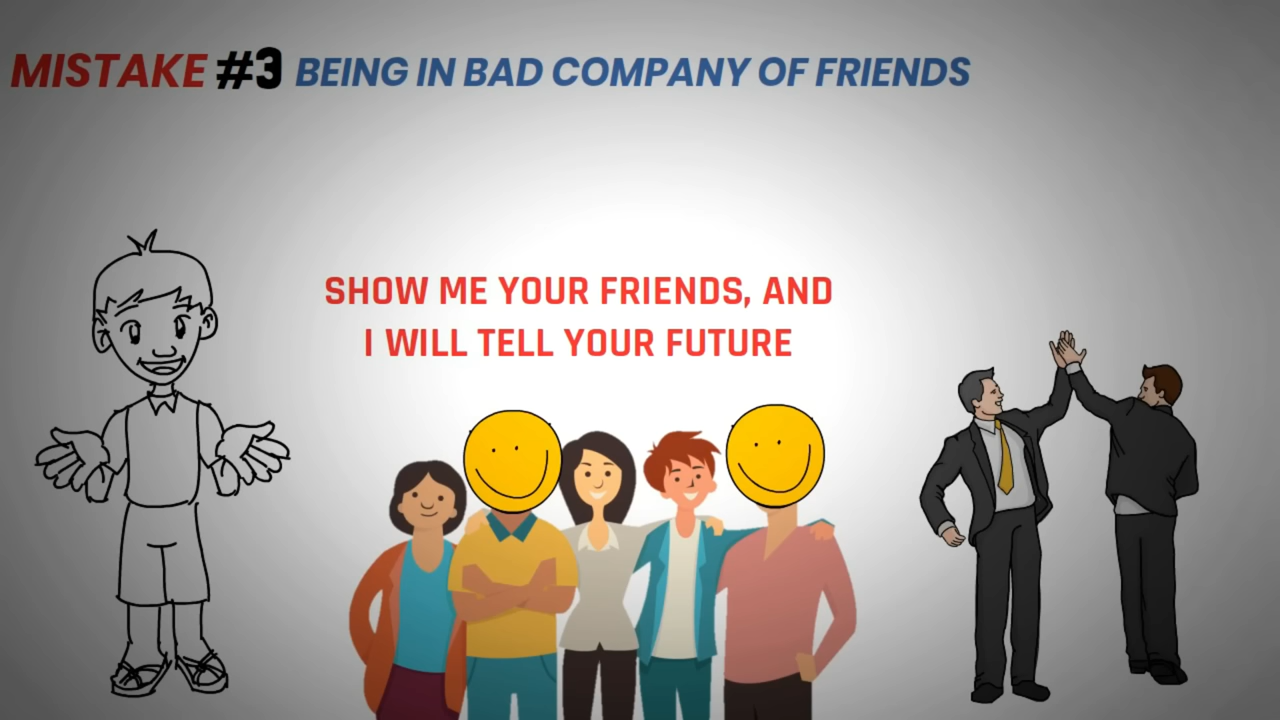 MISTAKE #3 BEING IN BAD COMPANY OF FRIENDS
SHOW ME YOUR FRIENDS, AND
I WILL TELL YOUR FUTURE